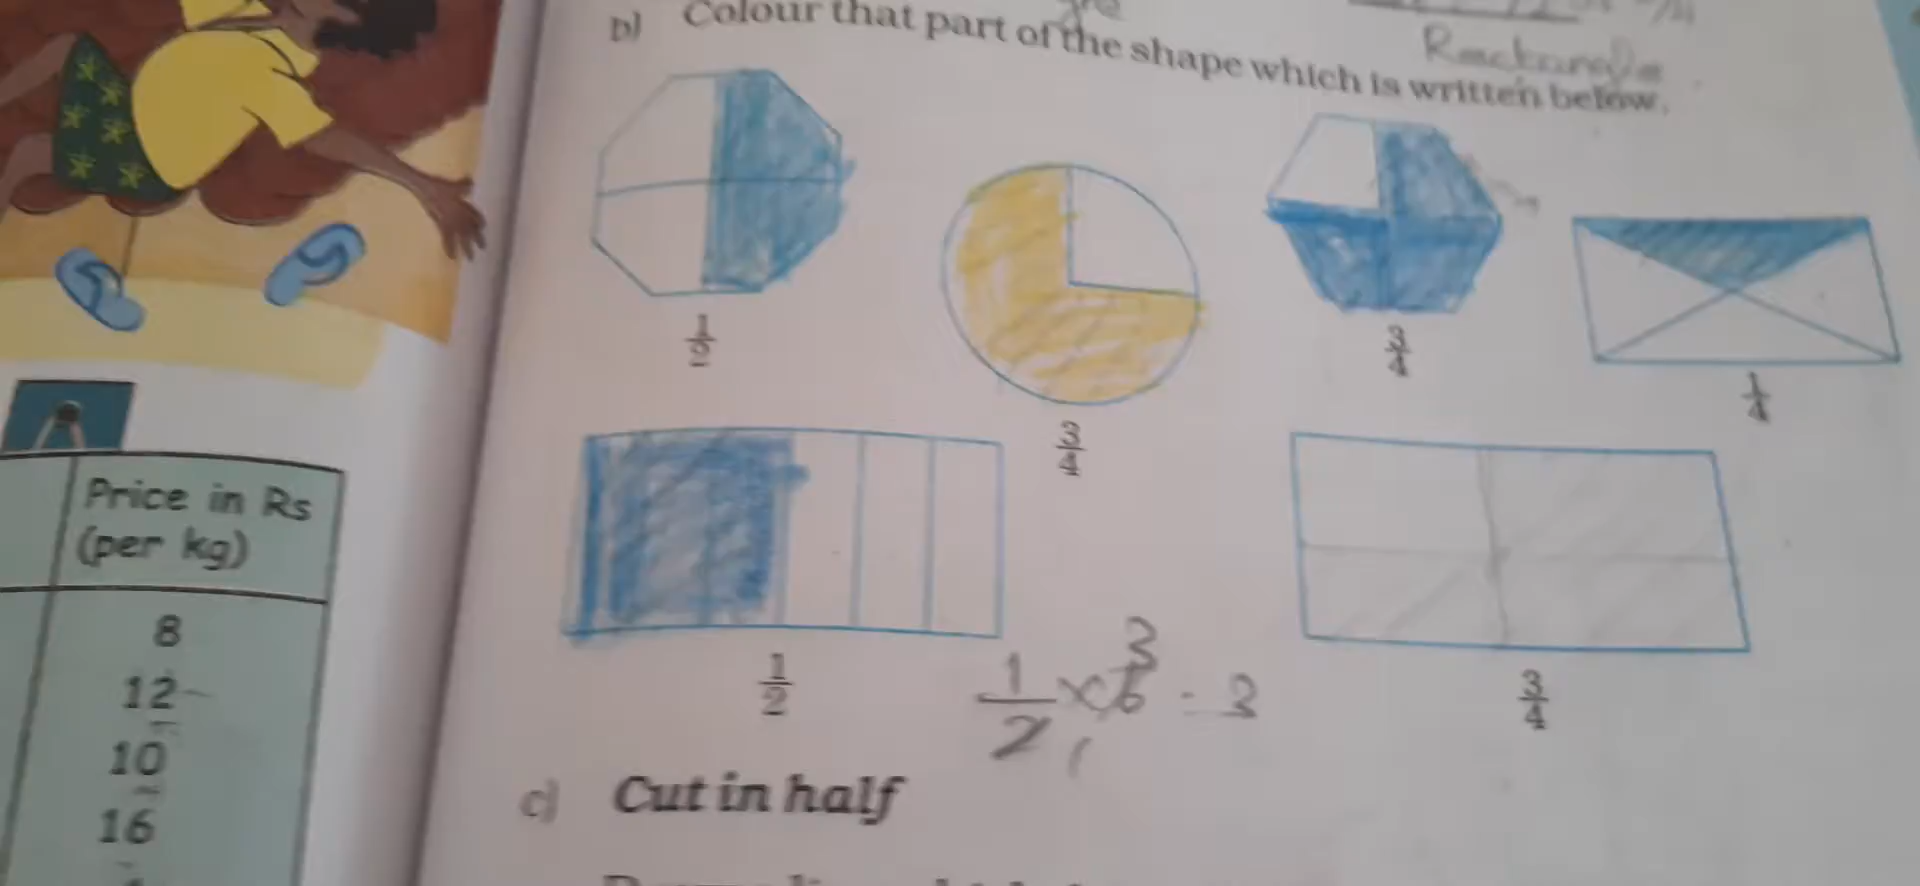 b) Colour that part of the shape which is written below.
1/2
3/4
3/4
1/4
1/2
1/2 × 6 3 1 - 3
3/4
c) Cut in half
Price in Rs
(per kg)
8
12
10
16